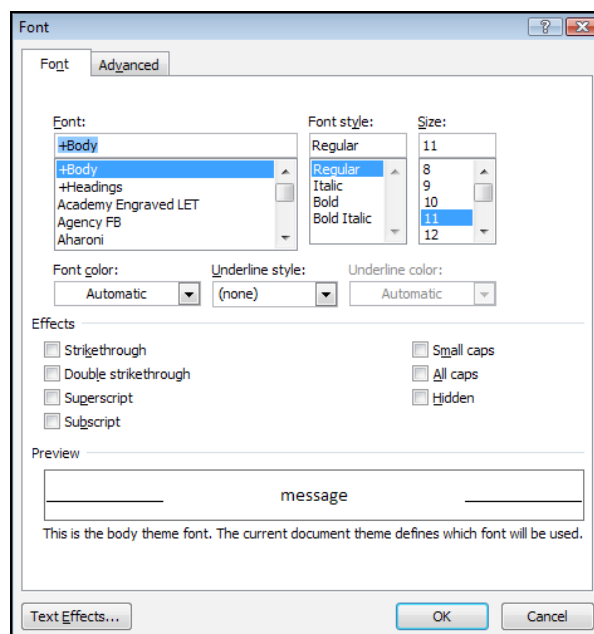 Font
Font Advanced
Font: Font style: Size:
+Body Regular 11
+Body Regular 8
+Headings Italic 9
Academy Engraved LET Bold 10
Agency FB Bold Italic 11
Aharoni 12
Font color: Underline style: Underline color:
Automatic (none) Automatic
Effects
Strikethrough Small caps
Double strikethrough All caps
Superscript Hidden
Subscript
Preview
message
This is the body theme font. The current document theme defines which font will be used.
Text Effects... OK Cancel